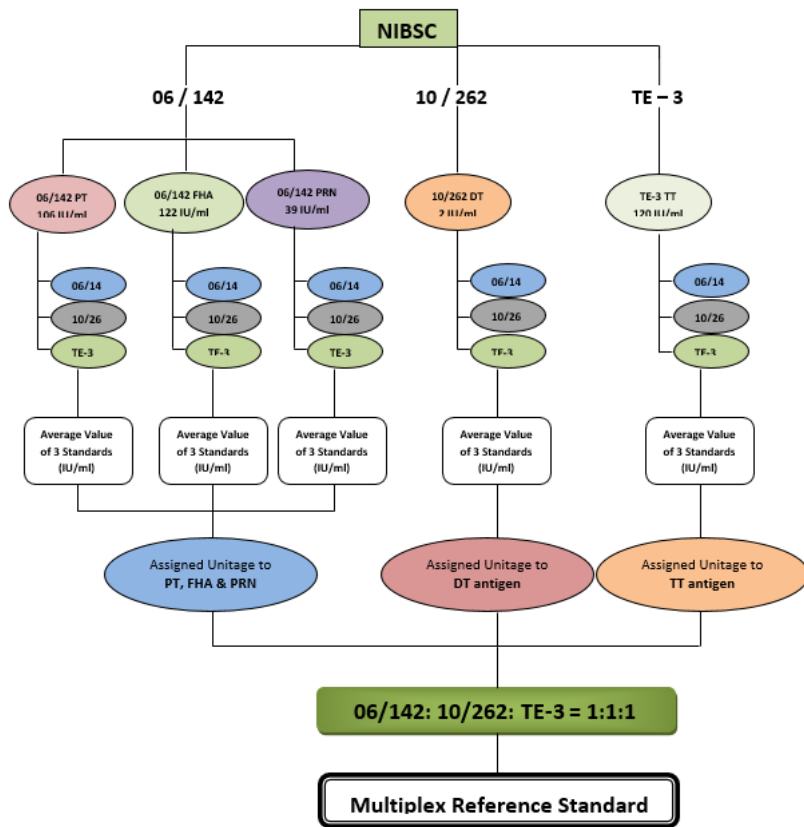 NIBSC
06 / 142
10 / 262
TE – 3
06/142 PT
106 IU/ml
06/142 FHA
122 IU/ml
06/142 PRN
39 IU/ml
10/262 DT
2 IU/ml
TE-3 TT
120 IU/ml
06/14
06/14
06/14
06/14
06/14
10/26
10/26
10/26
10/26
10/26
TE-3
TE-3
TE-3
TE-3
TE-3
Average Value
of 3 Standards
(IU/ml)
Average Value
of 3 Standards
(IU/ml)
Average Value
of 3 Standards
(IU/ml)
Average Value
of 3 Standards
(IU/ml)
Average Value
of 3 Standards
(IU/ml)
Assigned Unitage to
PT, FHA & PRN
Assigned Unitage to
DT antigen
Assigned Unitage to
TT antigen
06/142: 10/262: TE-3 = 1:1:1
Multiplex Reference Standard